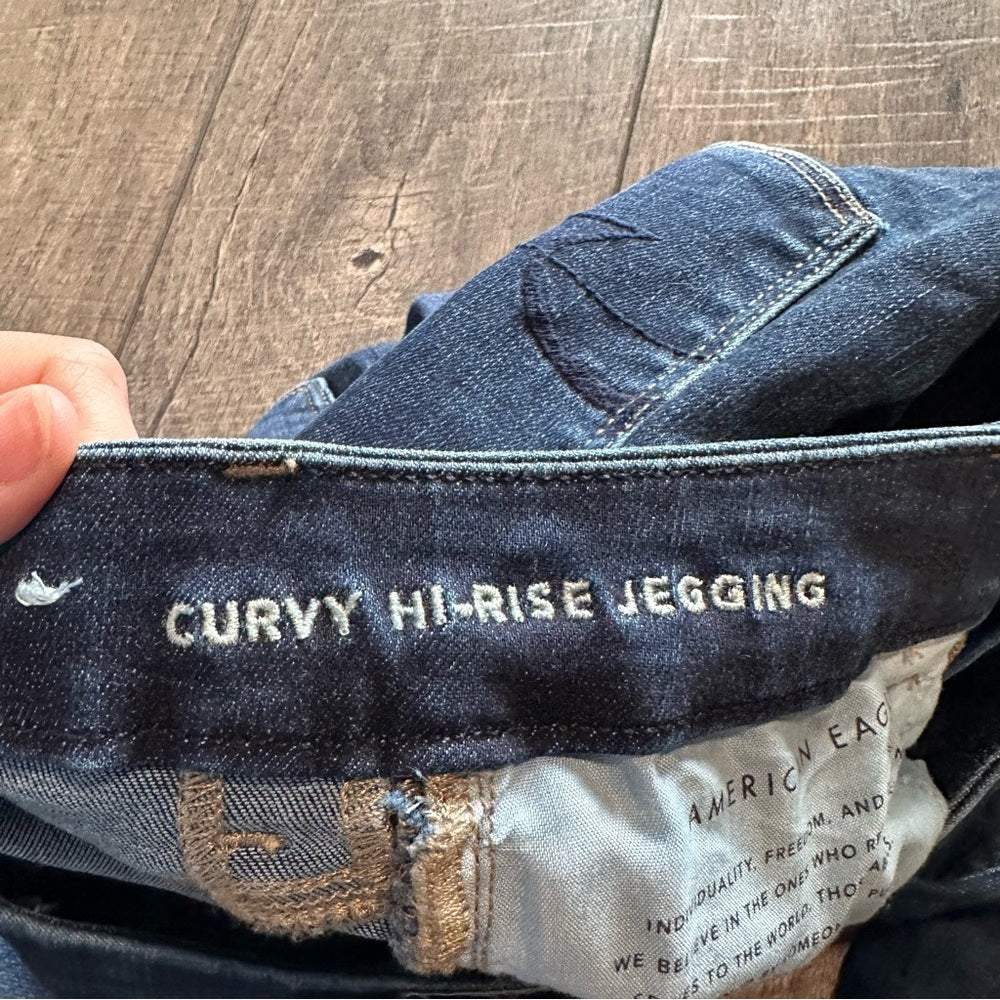 CURVY HI-RISE JEGGING
AMERICAN EAG
INDIVIDUALITY. FREEDOM. AND
WE BELIEVE IN THE ONES WHO
TO THE WORLD.